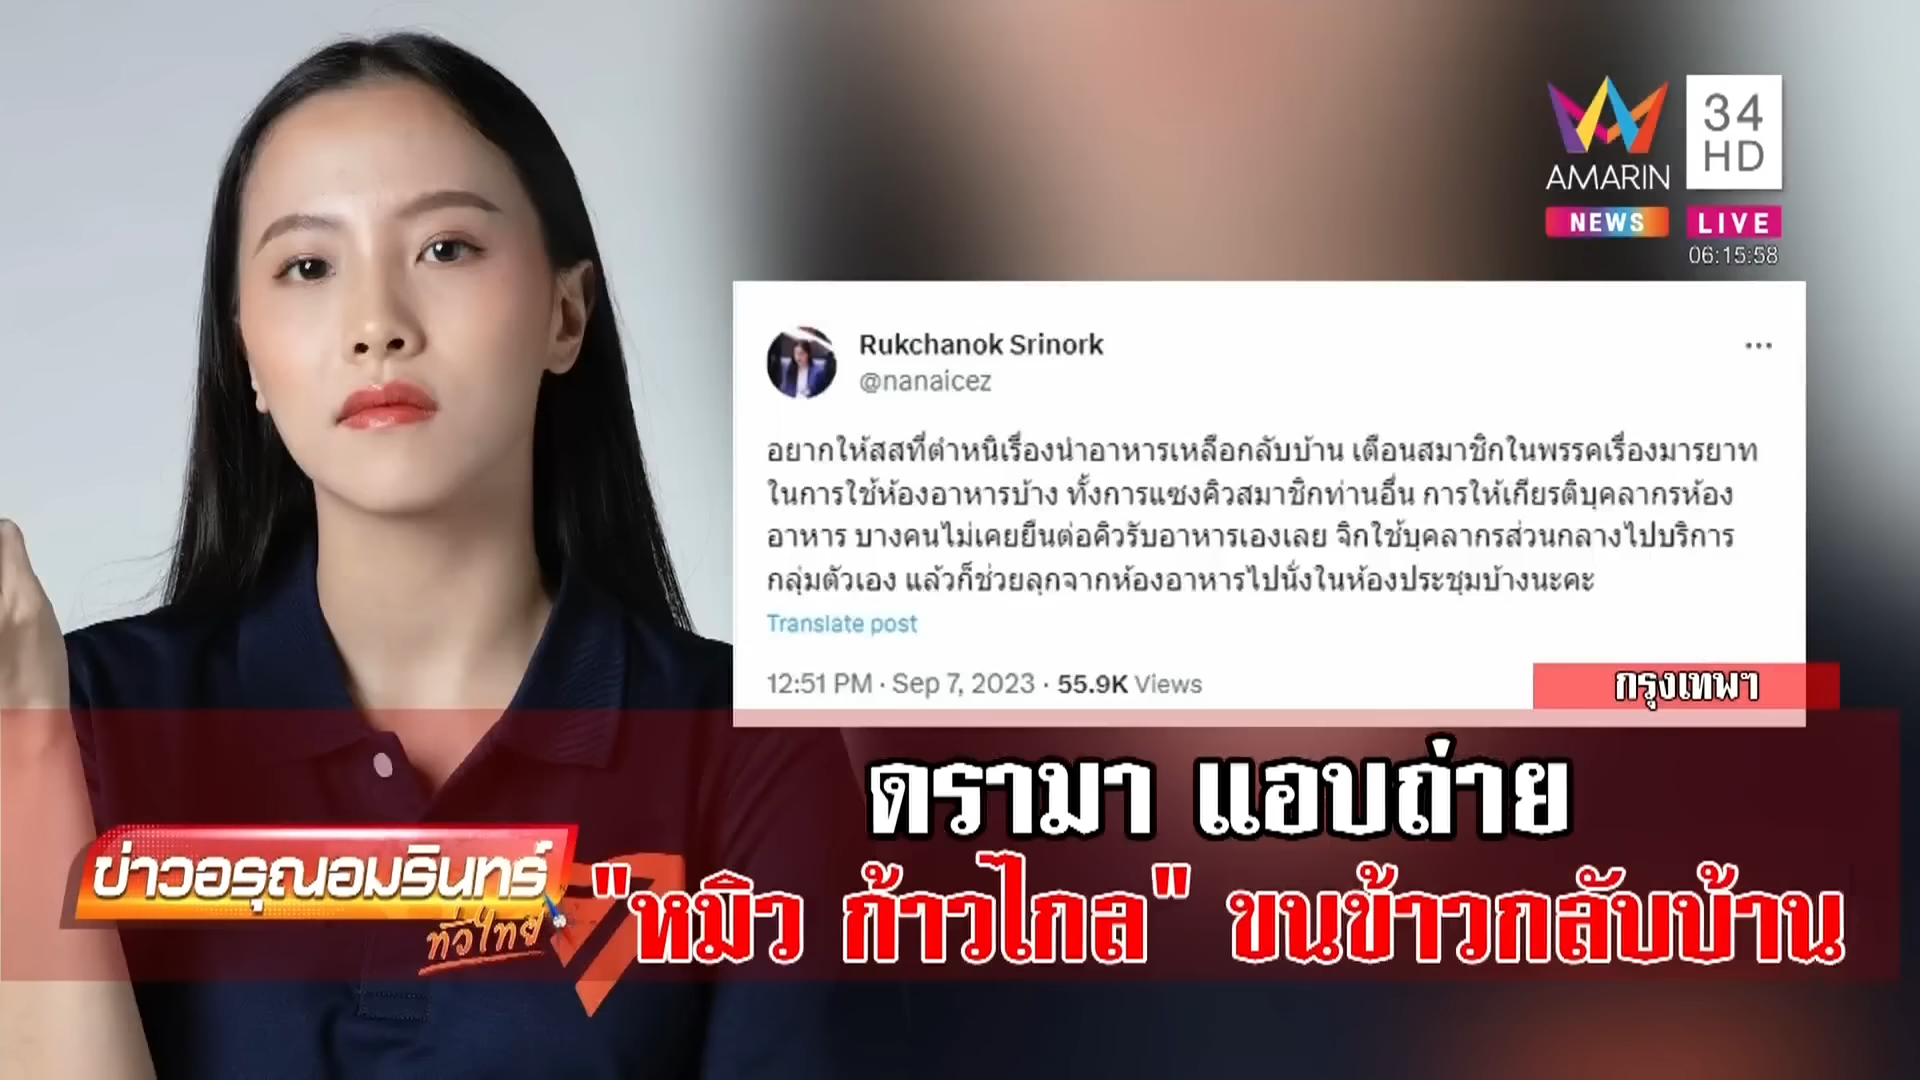 AMARIN
34
HD
NEWS
LIVE
06:15:58
Rukchanok Srinork
@nanaicez
อยากให้สสที่ตำหนิเรื่องนำอาหารเหลือกลับบ้าน เตือนสมาชิกในพรรคเรื่องมารยาท
ในการใช้ห้องอาหารบ้าง ทั้งการแซงคิวสมาชิกท่านอื่น การให้เกียรติบุคลากรห้อง
อาหาร บางคนไม่เคยยืนต่อคิวรับอาหารเองเลย จิกใช้บุคลากรส่วนกลางไปบริการ
กลุ่มตัวเอง แล้วก็ช่วยลุกจากห้องอาหารไปนั่งในห้องประชุมบ้างนะคะ
Translate post
12:51 PM · Sep 7, 2023 · 55.9K Views
กรุงเทพฯ
ดรามา แอบถ่าย
"หมิว ก้าวไกล" ขนข้าวกลับบ้าน
ข่าวอรุณอมรินทร์
ทั่วไทย